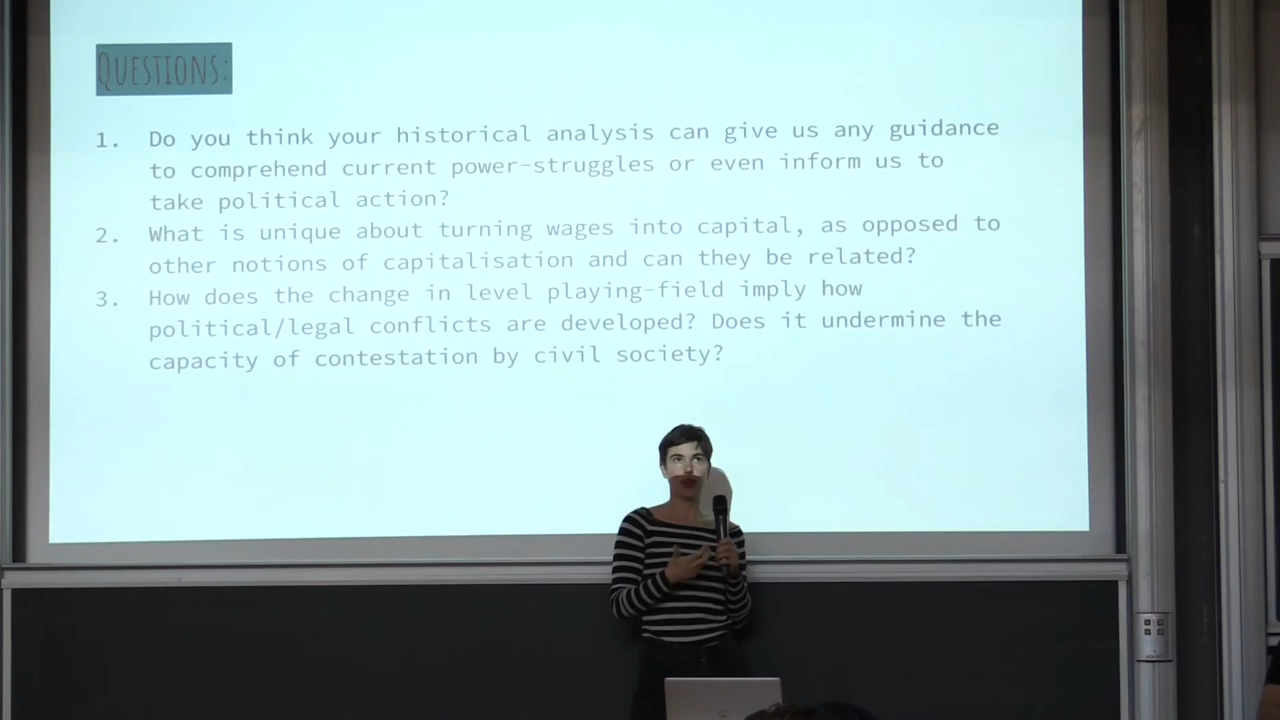 QUESTIONS:
1. Do you think your historical analysis can give us any guidance
to comprehend current power-struggles or even inform us to
take political action?
2. What is unique about turning wages into capital, as opposed to
other notions of capitalisation and can they be related?
3. How does the change in level playing-field imply how
political/legal conflicts are developed? Does it undermine the
capacity of contestation by civil society?